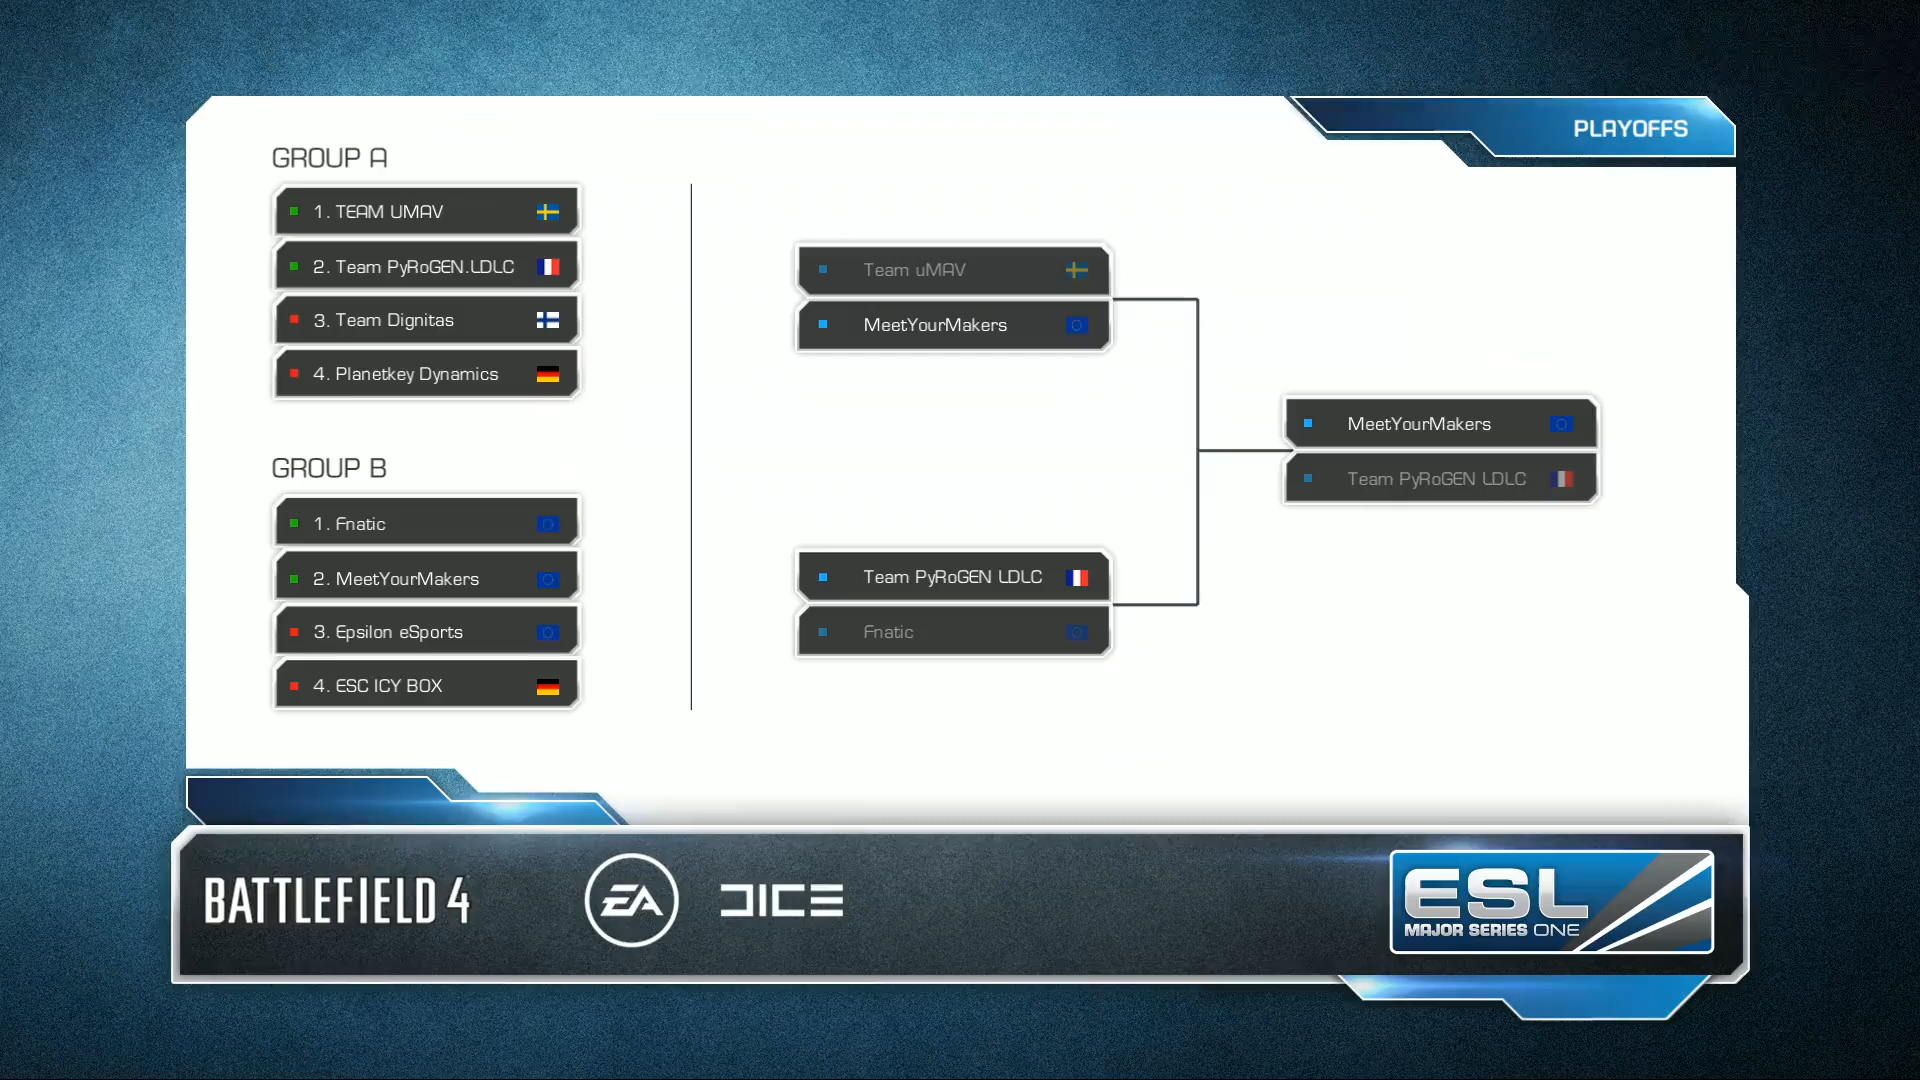 PLAYOFFS
GROUP A
1. TEAM UMAV
2. Team PyRoGEN.LDLC
3. Team Dignitas
4. Planetkey Dynamics
GROUP B
1. Fnatic
2. MeetYourMakers
3. Epsilon eSports
4. ESC ICY BOX
Team uMAV
MeetYourMakers
Team PyRoGEN LDLC
Fnatic
MeetYourMakers
Team PyRoGEN LDLC
BATTLEFIELD 4
EA
DICE
ESL
MAJOR SERIES ONE